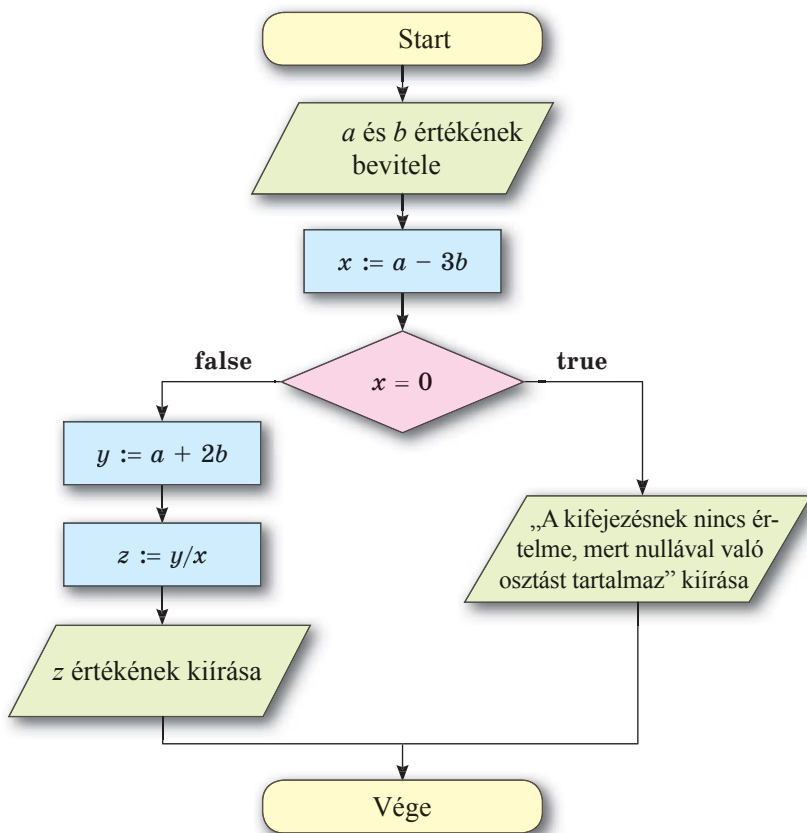 Start
a és b értékének
bevitele
x := a − 3b
x = 0
false
true
y := a + 2b
z := y/x
z értékének kiírása
„A kifejezésnek nincs ér-
telme, mert nullával való
osztást tartalmaz” kiírása
Vége